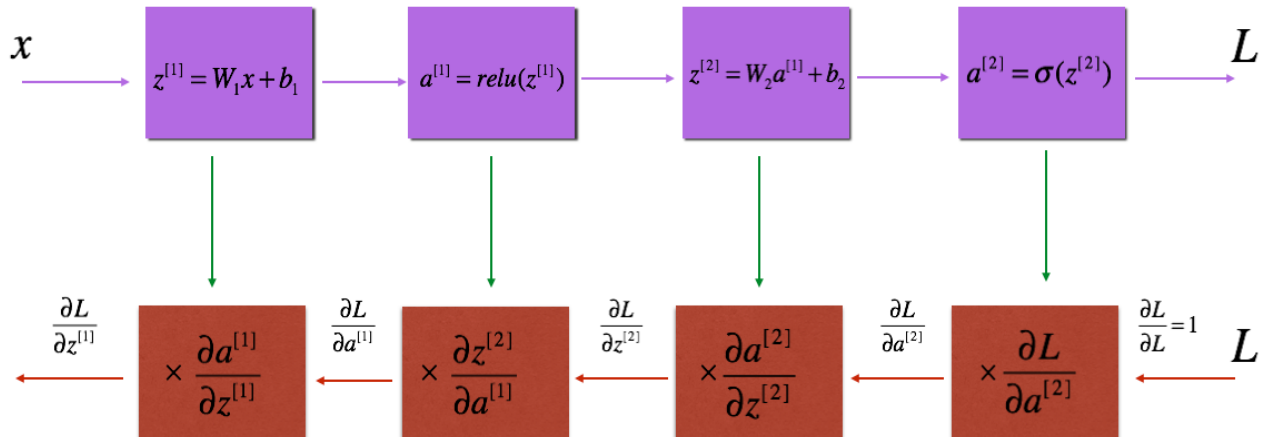 x
z^{[1]} = W_1 x + b_1
a^{[1]} = relu(z^{[1]})
z^{[2]} = W_2 a^{[1]} + b_2
a^{[2]} = σ(z^{[2]})
L
∂L/∂z^{[1]}
× ∂a^{[1]}/∂z^{[1]}
∂L/∂a^{[1]}
× ∂z^{[2]}/∂a^{[1]}
∂L/∂z^{[2]}
× ∂a^{[2]}/∂z^{[2]}
∂L/∂a^{[2]}
× ∂L/∂a^{[2]}
∂L/∂L = 1
L